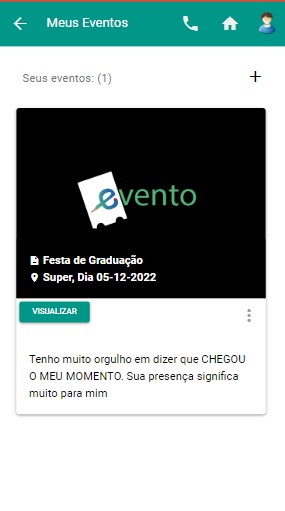 Meus Eventos
Seus eventos: (1)
evento
Festa de Graduação
Super, Dia 05-12-2022
VISUALIZAR
Tenho muito orgulho em dizer que CHEGOU
O MEU MOMENTO. Sua presença significa
muito para mim